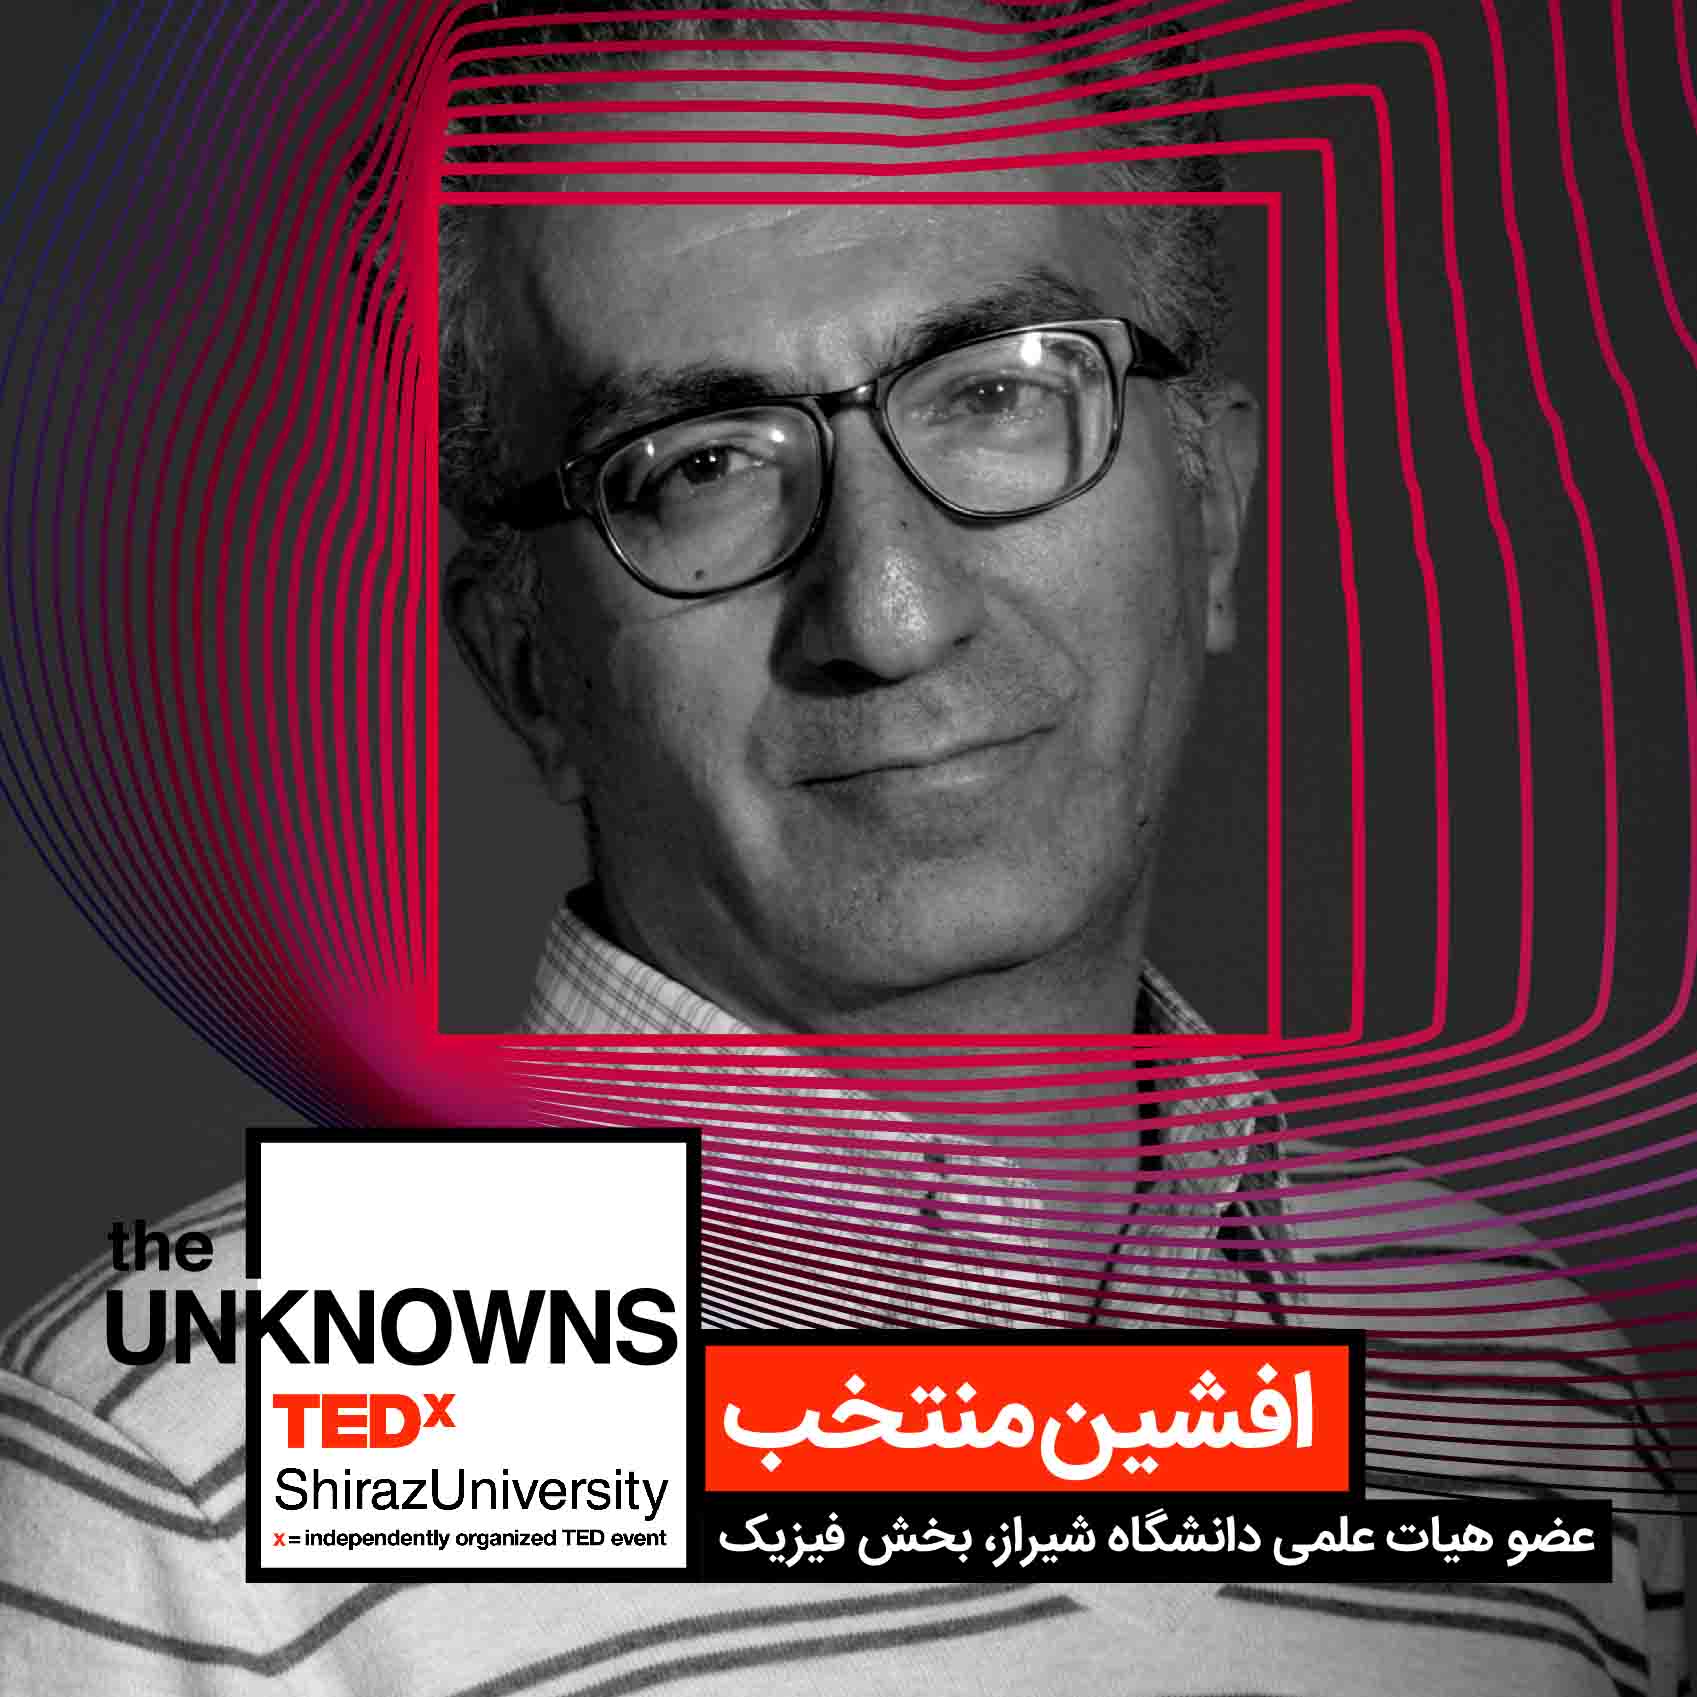 the
UNKNOWNS
TEDx
ShirazUniversity
x = independently organized TED event
افشین منتخب
عضو هیات علمی دانشگاه شیراز، بخش فیزیک